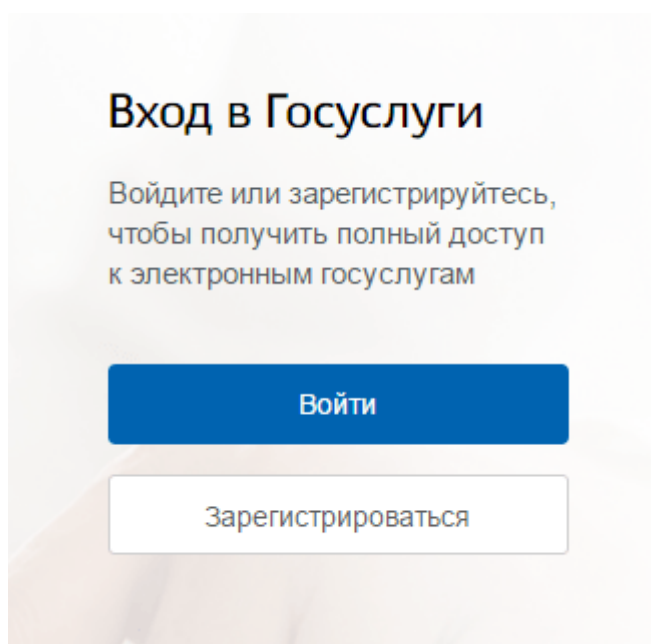 Вход в Госуслуги
Войдите или зарегистрируйтесь,
чтобы получить полный доступ
к электронным госуслугам
Войти
Зарегистрироваться